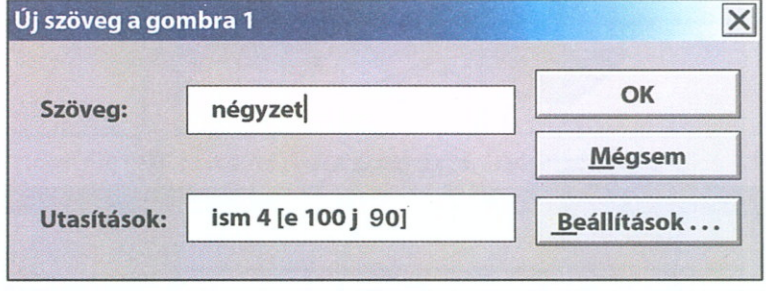 Új szöveg a gombra 1
Szöveg: négyzet
OK
Mégsem
Utasítások: ism 4 [e 100 j 90]
Beállítások . . .